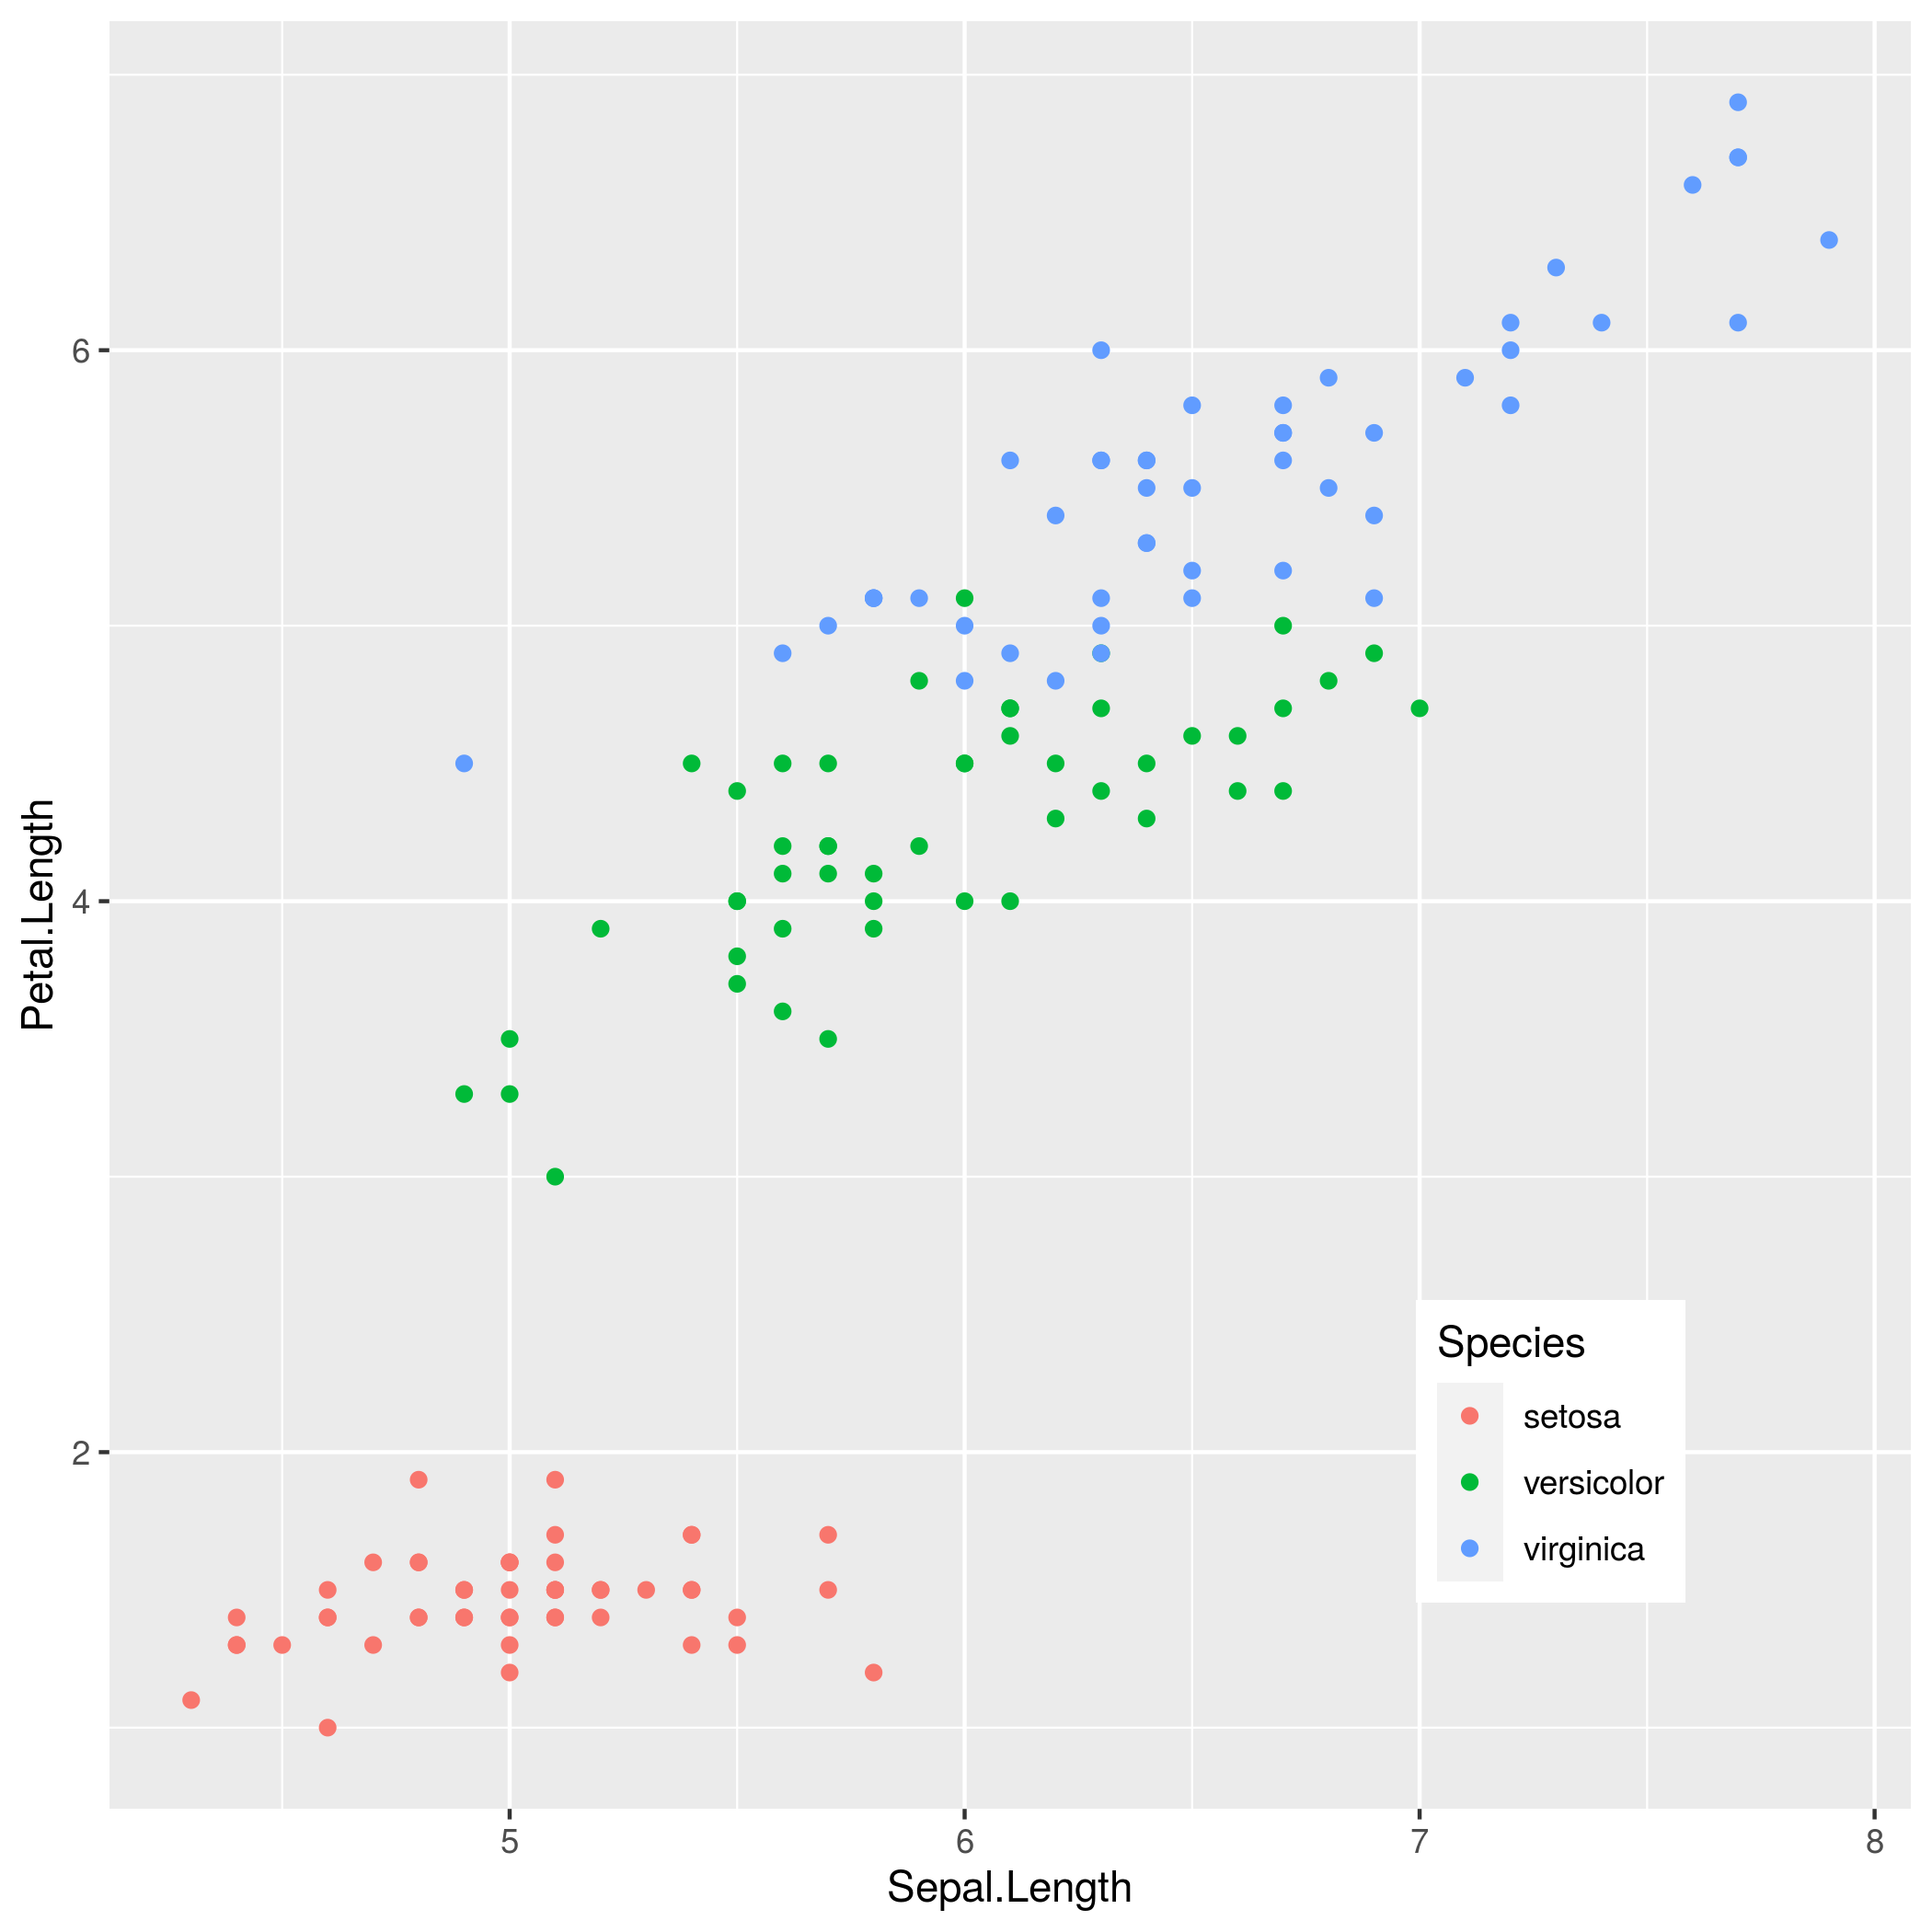 6
4
2
Petal.Length
Species
setosa
versicolor
virginica
5 6 7 8
Sepal.Length